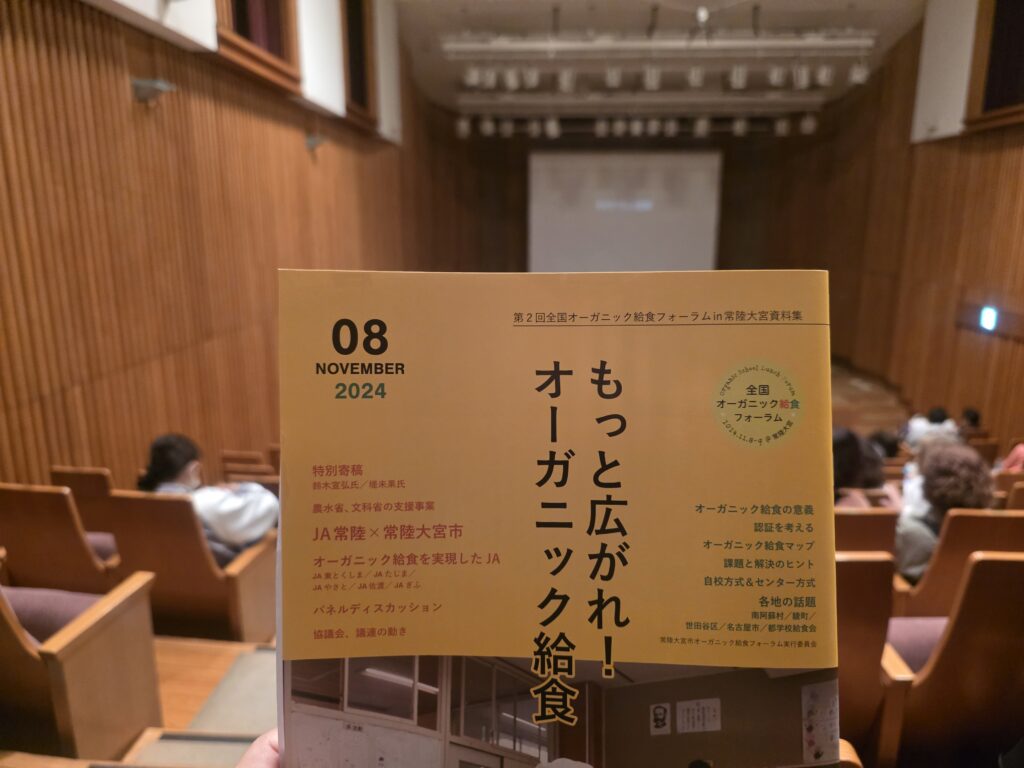 08
NOVEMBER
2024
第2回全国オーガニック給食フォーラムin常陸大宮資料集
もっと広がれ!
オーガニック給食
Organic School Lunch Forum
全国
オーガニック給食
フォーラム
2024.11.8-9 @ 常陸大宮
特別寄稿
鈴木宣弘氏/堤未果氏
農水省、文科省の支援事業
JA常陸×常陸大宮市
オーガニック給食を実現したJA
JA東とくしま/JAたじま/
JAやさと/JA佐渡/JAぎふ
パネルディスカッション
協議会、議連の動き
オーガニック給食の意義
認証を考える
オーガニック給食マップ
課題と解決のヒント
自校方式&センター方式
各地の話題
南阿蘇村/綾町/
世田谷区/名古屋市/都学校給食会
常陸大宮市オーガニック給食フォーラム実行委員会